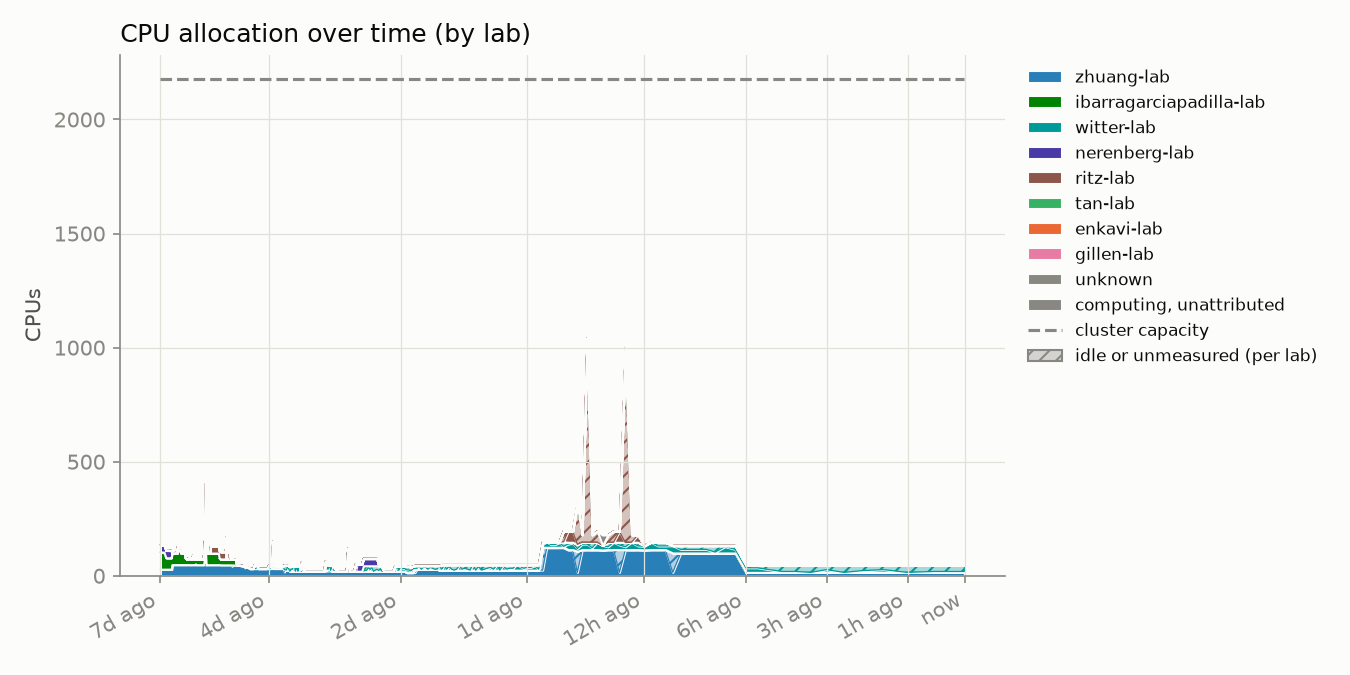 CPU allocation over time (by lab)
CPUs
2000
1500
1000
500
0
7d ago
4d ago
2d ago
1d ago
12h ago
6h ago
3h ago
1h ago
now
zhuang-lab
ibarragarciapadilla-lab
witter-lab
nerenberg-lab
ritz-lab
tan-lab
enkavi-lab
gillen-lab
unknown
computing, unattributed
cluster capacity
idle or unmeasured (per lab)